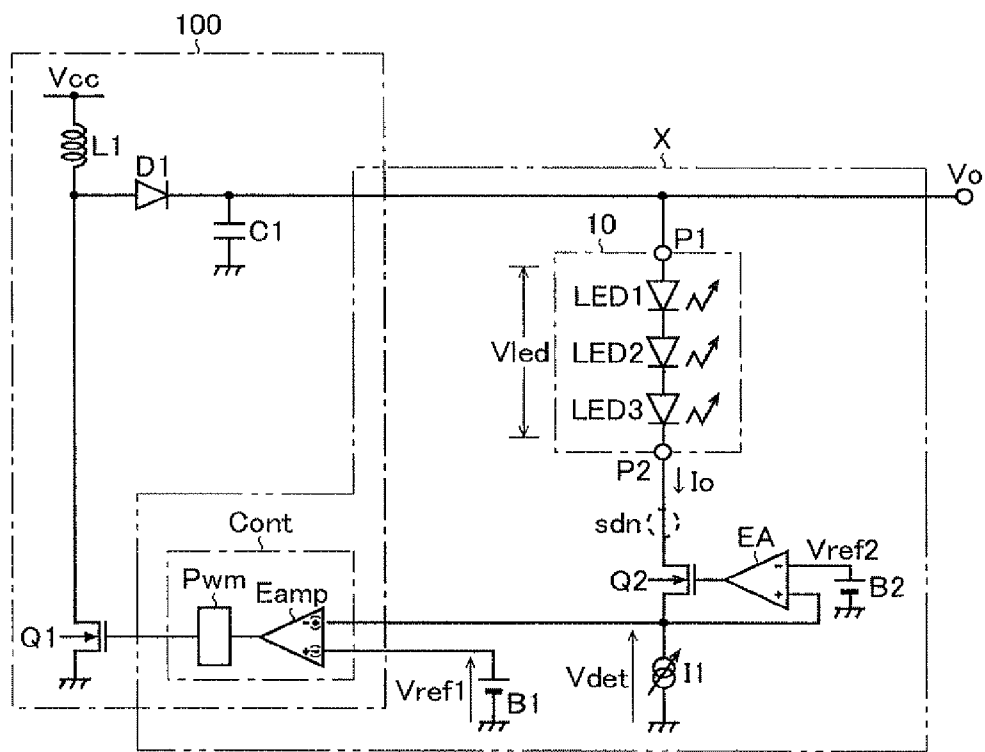 100
Vcc
L1
D1
X
Vo
C1
10
P1
LED1
Vled
LED2
LED3
P2
Io
sdn
Cont
EA
Vref2
Pwm
Eamp
-
+
Q2
B2
Q1
Vref1
B1
Vdet
I1